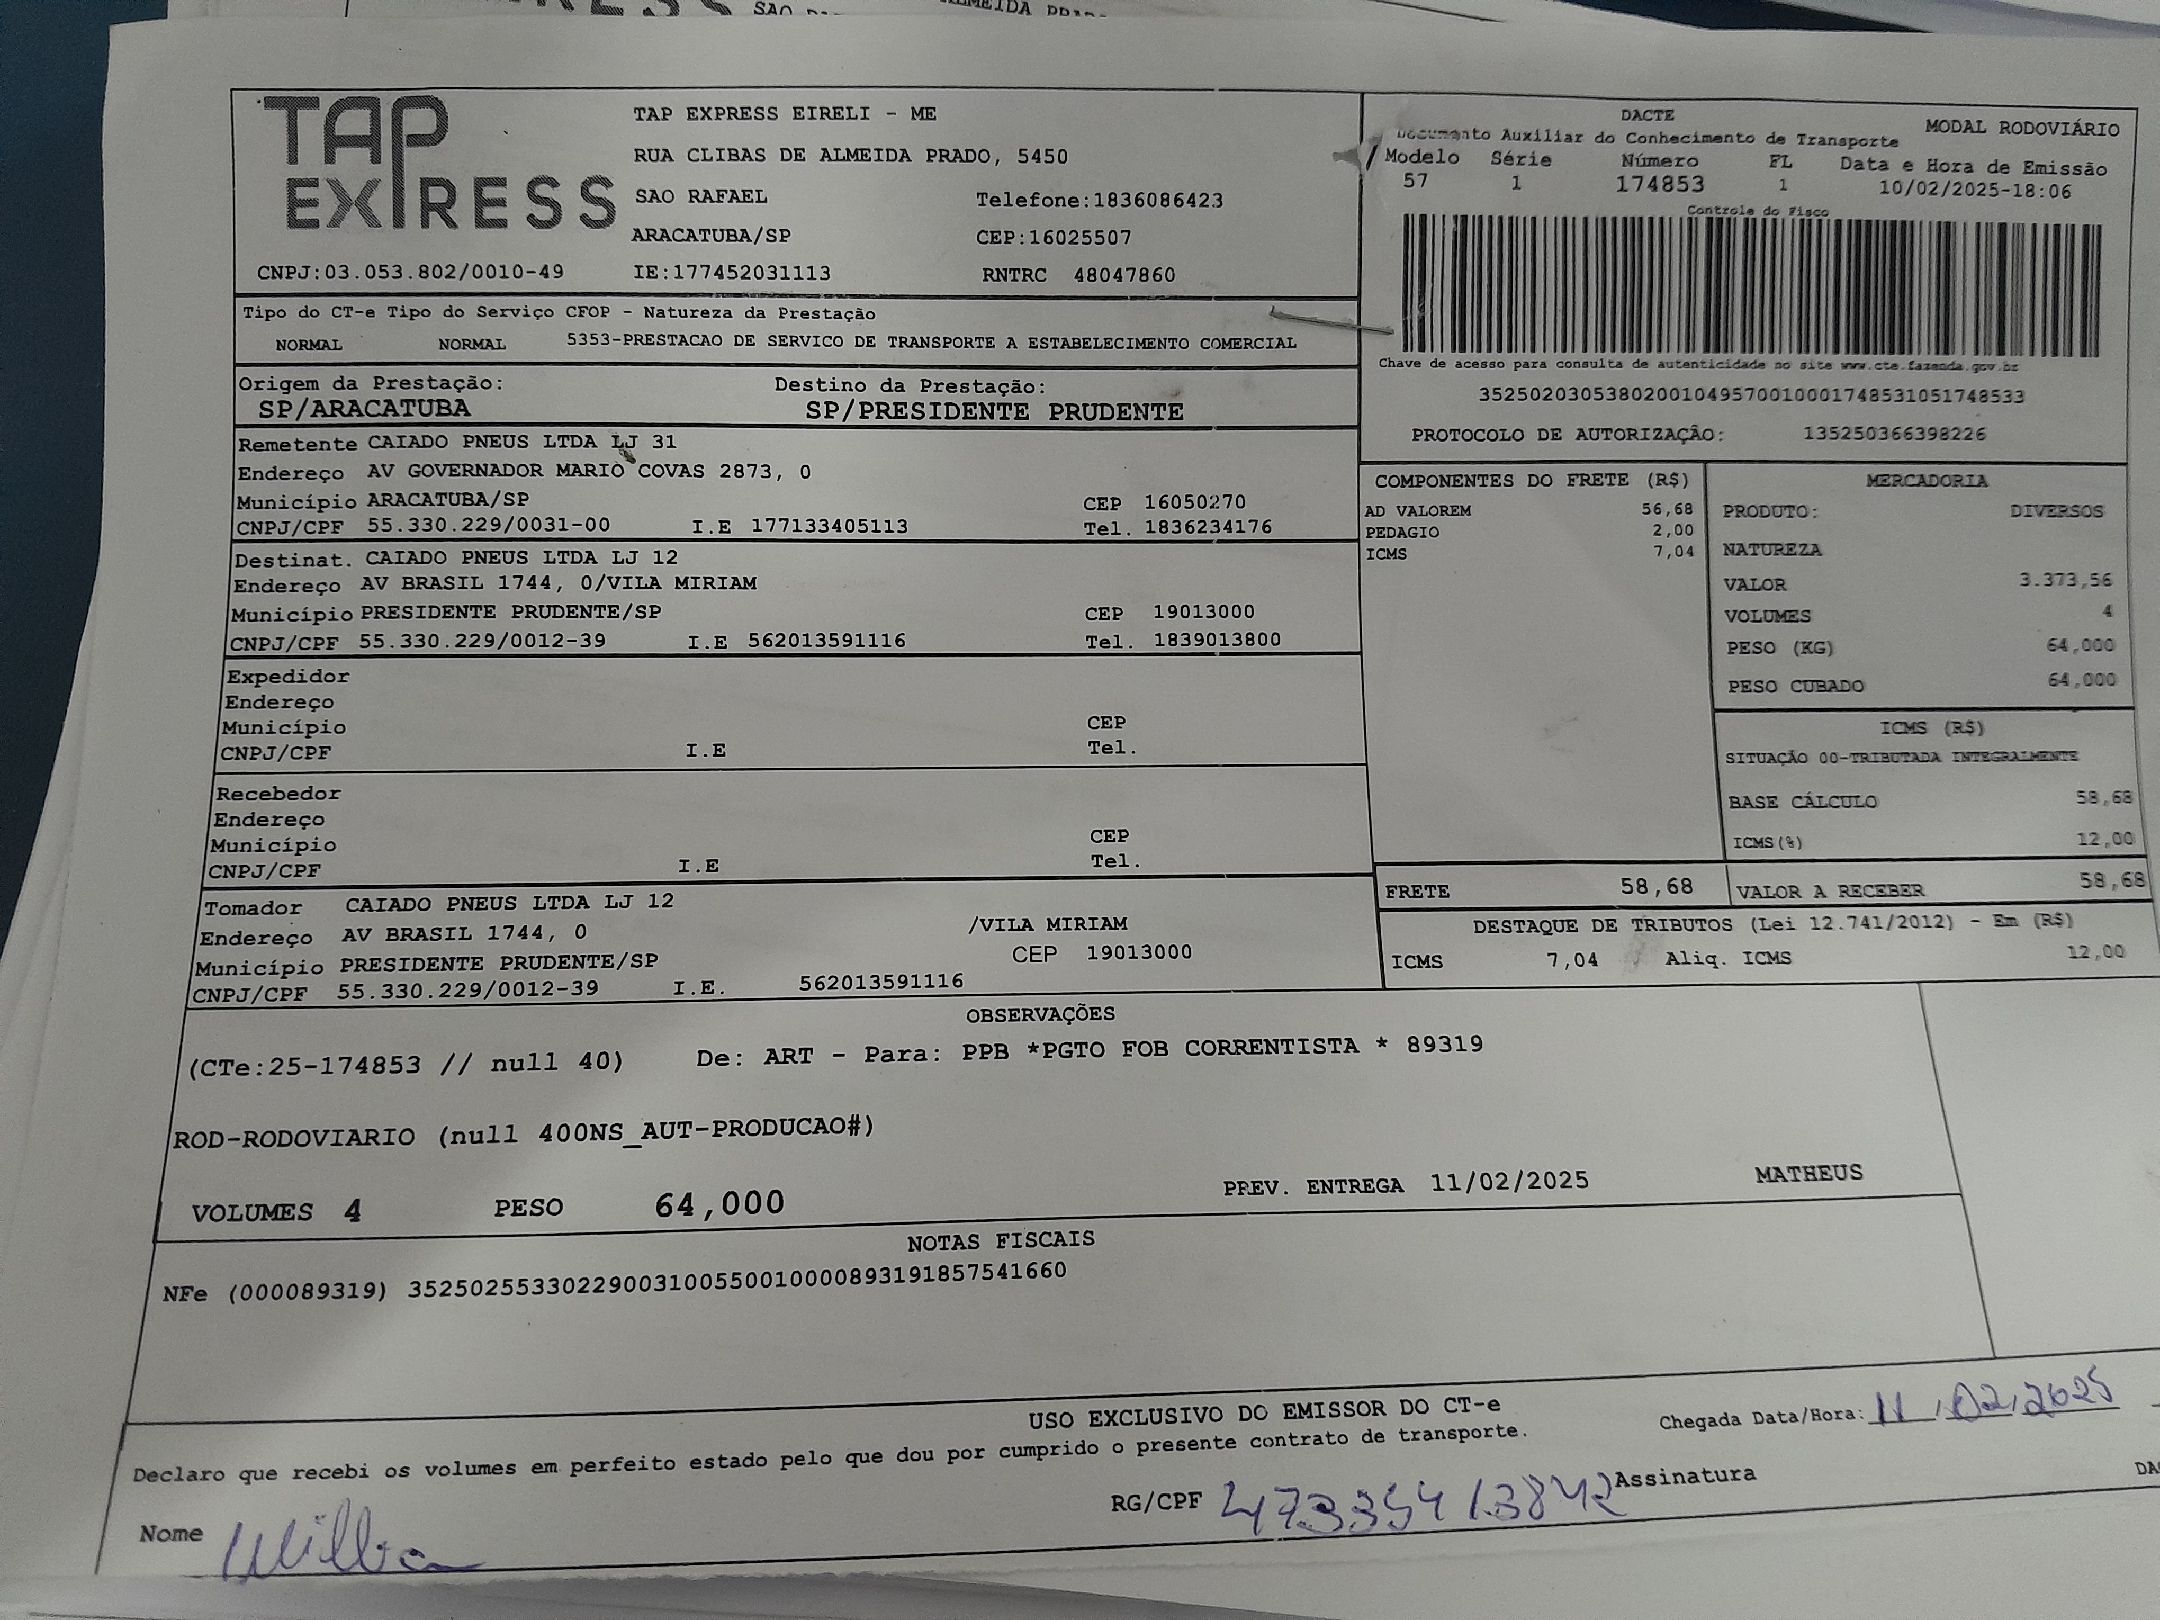 TAP EXPRESS
TAP EXPRESS EIRELI - ME
RUA CLIBAS DE ALMEIDA PRADO, 5450
SAO RAFAEL Telefone:1836086423
ARACATUBA/SP CEP:16025507
CNPJ:03.053.802/0010-49 IE:177452031113 RNTRC 48047860
DACTE
Documento Auxiliar do Conhecimento de Transporte MODAL RODOVIÁRIO
Modelo Série Número FL Data e Hora de Emissão
57 1 174853 1 10/02/2025-18:06
Controle do Fisco
Chave de acesso para consulta de autenticidade no site www.cte.fazenda.gov.br
35250203053802001049570010001748531051748533
PROTOCOLO DE AUTORIZAÇÃO: 135250366398226
Tipo do CT-e Tipo do Serviço CFOP - Natureza da Prestação
NORMAL NORMAL 5353-PRESTACAO DE SERVICO DE TRANSPORTE A ESTABELECIMENTO COMERCIAL
Origem da Prestação: Destino da Prestação:
SP/ARACATUBA SP/PRESIDENTE PRUDENTE
Remetente CAIADO PNEUS LTDA LJ 31
Endereço AV GOVERNADOR MARIO COVAS 2873, 0
Município ARACATUBA/SP CEP 16050270
CNPJ/CPF 55.330.229/0031-00 I.E 177133405113 Tel. 1836234176
Destinat. CAIADO PNEUS LTDA LJ 12
Endereço AV BRASIL 1744, 0/VILA MIRIAM
Município PRESIDENTE PRUDENTE/SP CEP 19013000
CNPJ/CPF 55.330.229/0012-39 I.E 562013591116 Tel. 1839013800
Expedidor
Endereço
Município CEP
CNPJ/CPF I.E Tel.
Recebedor
Endereço
Município CEP
CNPJ/CPF I.E Tel.
Tomador CAIADO PNEUS LTDA LJ 12
Endereço AV BRASIL 1744, 0 /VILA MIRIAM
Município PRESIDENTE PRUDENTE/SP CEP 19013000
CNPJ/CPF 55.330.229/0012-39 I.E. 562013591116
COMPONENTES DO FRETE (R$)
AD VALOREM 56,68
PEDAGIO 2,00
ICMS 7,04
MERCADORIA
PRODUTO: DIVERSOS
NATUREZA
VALOR 3.373,56
VOLUMES 4
PESO (KG) 64,000
PESO CUBADO 64,000
ICMS (R$)
SITUAÇÃO 00-TRIBUTADA INTEGRALMENTE
BASE CÁLCULO 58,68
ICMS(%) 12,00
FRETE 58,68 VALOR A RECEBER 58,68
DESTAQUE DE TRIBUTOS (Lei 12.741/2012) - Em (R$)
ICMS 7,04 Aliq. ICMS 12,00
OBSERVAÇÕES
(CTe:25-174853 // null 40) De: ART - Para: PPB *PGTO FOB CORRENTISTA * 89319
ROD-RODOVIARIO (null 400NS_AUT-PRODUCAO#)
VOLUMES 4 PESO 64,000 PREV. ENTREGA 11/02/2025 MATHEUS
NOTAS FISCAIS
NFe (000089319) 35250255330229003100550010000893191857541660
USO EXCLUSIVO DO EMISSOR DO CT-e
Declaro que recebi os volumes em perfeito estado pelo que dou por cumprido o presente contrato de transporte. Chegada Data/Hora: 11/02/2025
Nome RG/CPF 47335413842 Assinatura